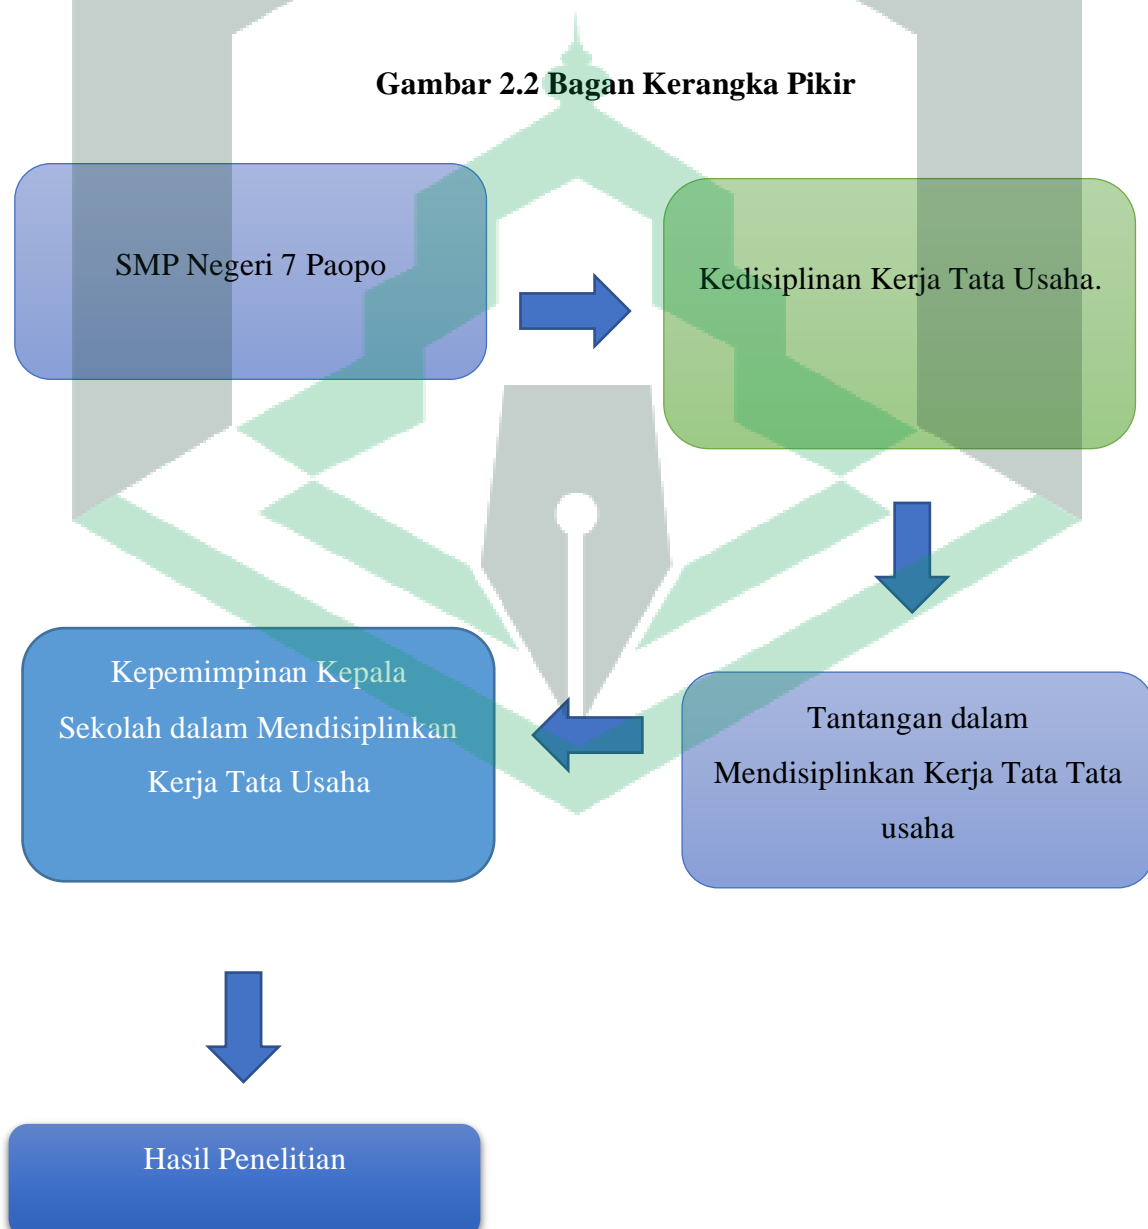 Gambar 2.2 Bagan Kerangka Pikir
SMP Negeri 7 Paopo
Kedisiplinan Kerja Tata Usaha.
Tantangan dalam
Mendisiplinkan Kerja Tata Tata
usaha
Kepemimpinan Kepala
Sekolah dalam Mendisiplinkan
Kerja Tata Usaha
Hasil Penelitian